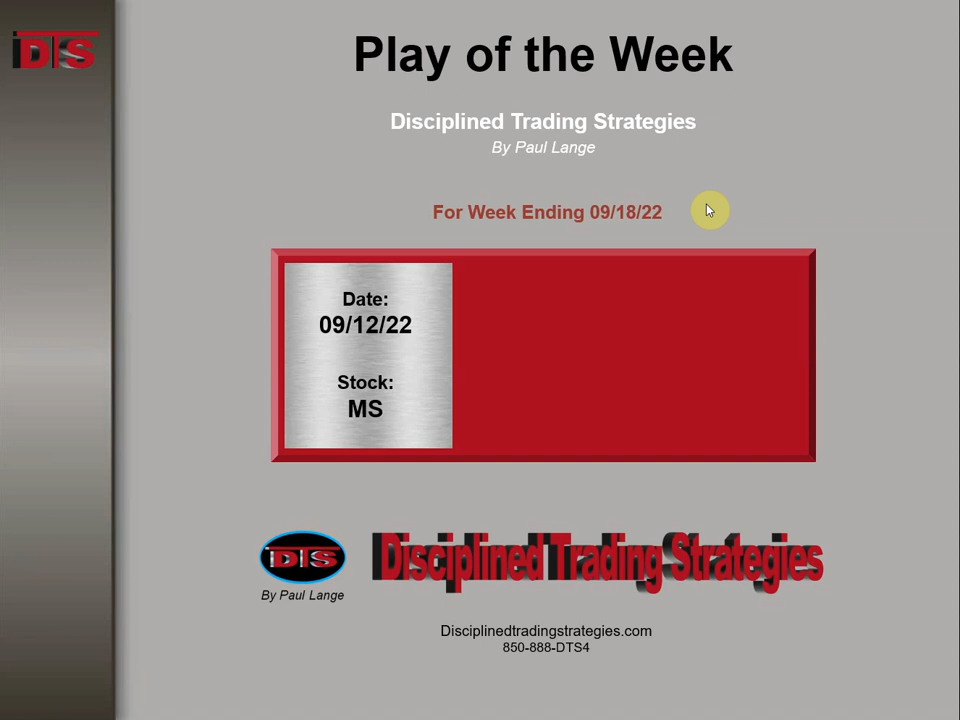 DTS
Play of the Week
Disciplined Trading Strategies
By Paul Lange
For Week Ending 09/18/22
Date:
09/12/22
Stock:
MS
DTS
By Paul Lange
Disciplined Trading Strategies
Disciplinedtradingstrategies.com
850-888-DTS4